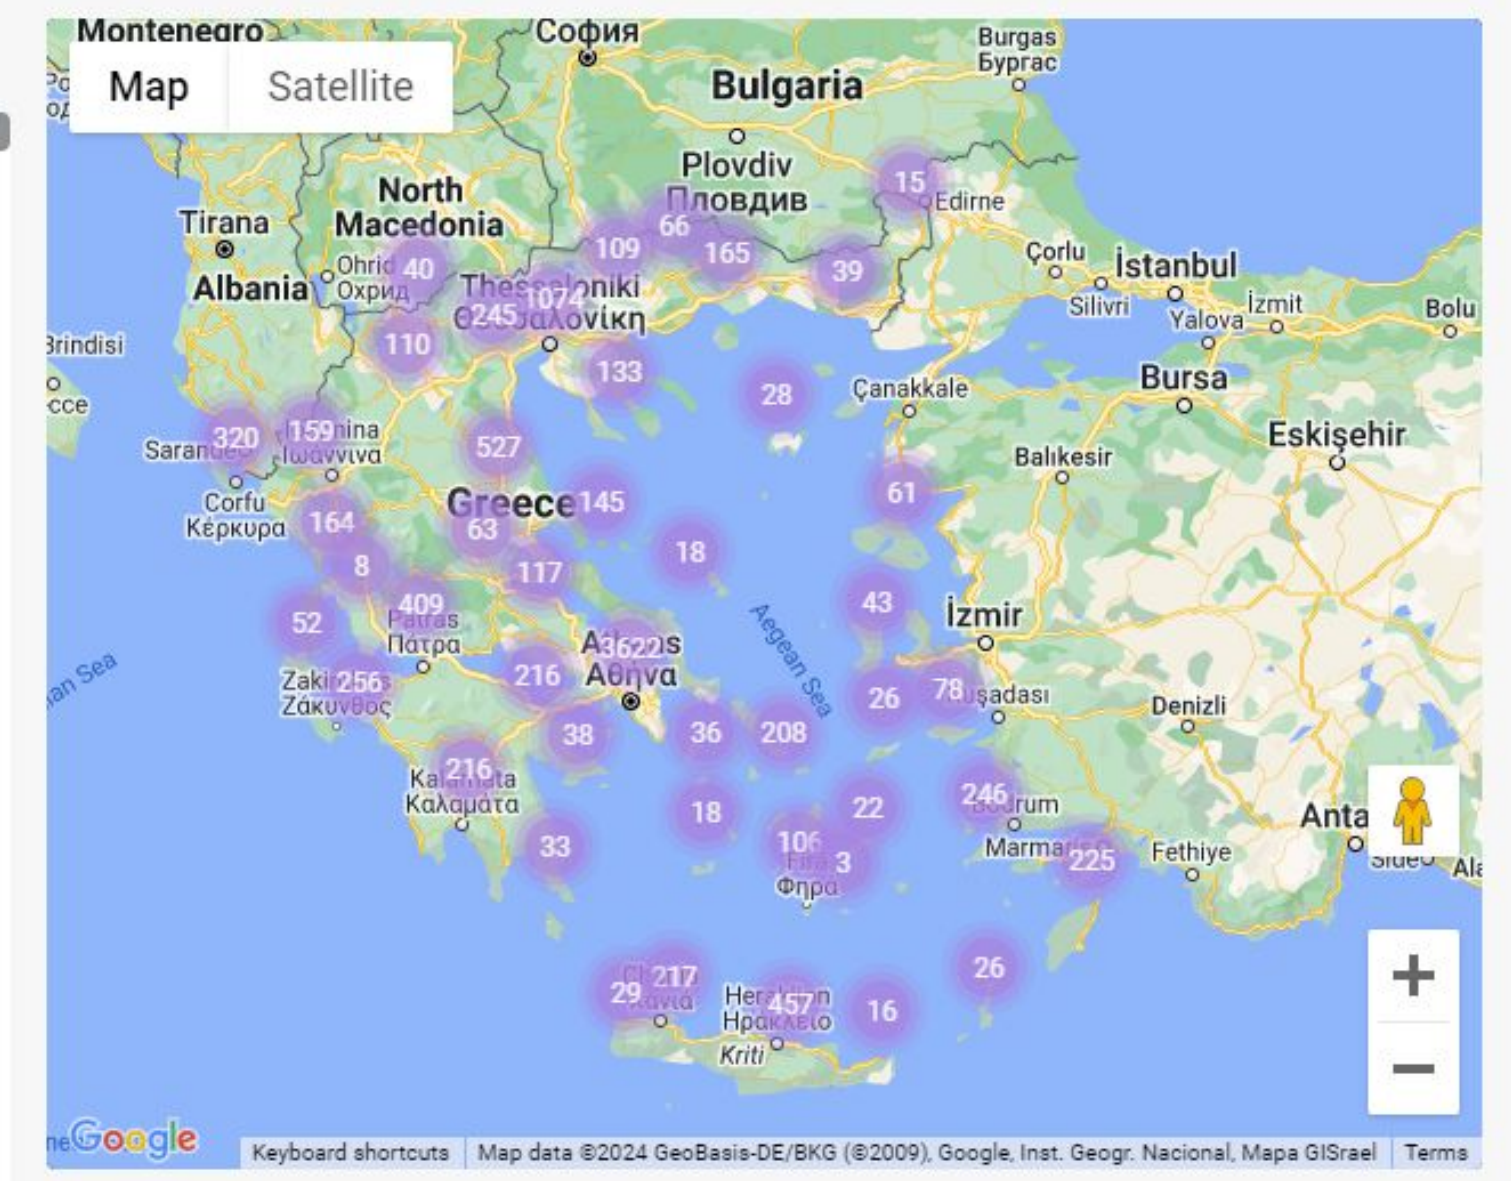 Montenegro
София
Burgas
Бургас
Map
Satellite
Bulgaria
Plovdiv
Пловдив
15
Edirne
North
Macedonia
66
Tirana
109
165
Çorlu
İstanbul
Ohrid
Охрид
40
39
Albania
Thessaloniki
1074
245
Θεσσαλονίκη
Silivri
Yalova
İzmit
Bolu
110
Brindisi
133
28
Çanakkale
Bursa
320
159
Ιωάννινα
527
Eskişehir
Balıkesir
Corfu
Κέρκυρα
Greece
145
61
164
63
18
8
117
43
409
Patras
Πάτρα
52
İzmir
Aegean Sea
3622
Αθήνα
216
256
Ζάκυνθος
26
78
Denizli
38
36
208
216
Καλαμάτα
246
22
18
33
106
3
Φηρά
225
Fethiye
29
217
26
457
Ηράκλειο
16
Kriti
Google
Keyboard shortcuts
Map data ©2024 GeoBasis-DE/BKG (©2009), Google, Inst. Geogr. Nacional, Mapa GISrael
Terms